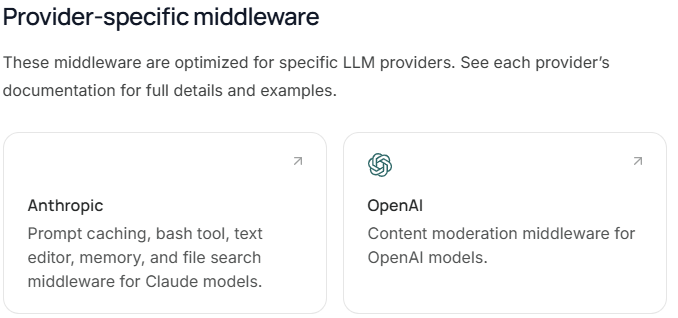 Provider-specific middleware
These middleware are optimized for specific LLM providers. See each provider’s
documentation for full details and examples.
Anthropic
Prompt caching, bash tool, text
editor, memory, and file search
middleware for Claude models.
OpenAI
Content moderation middleware for
OpenAI models.